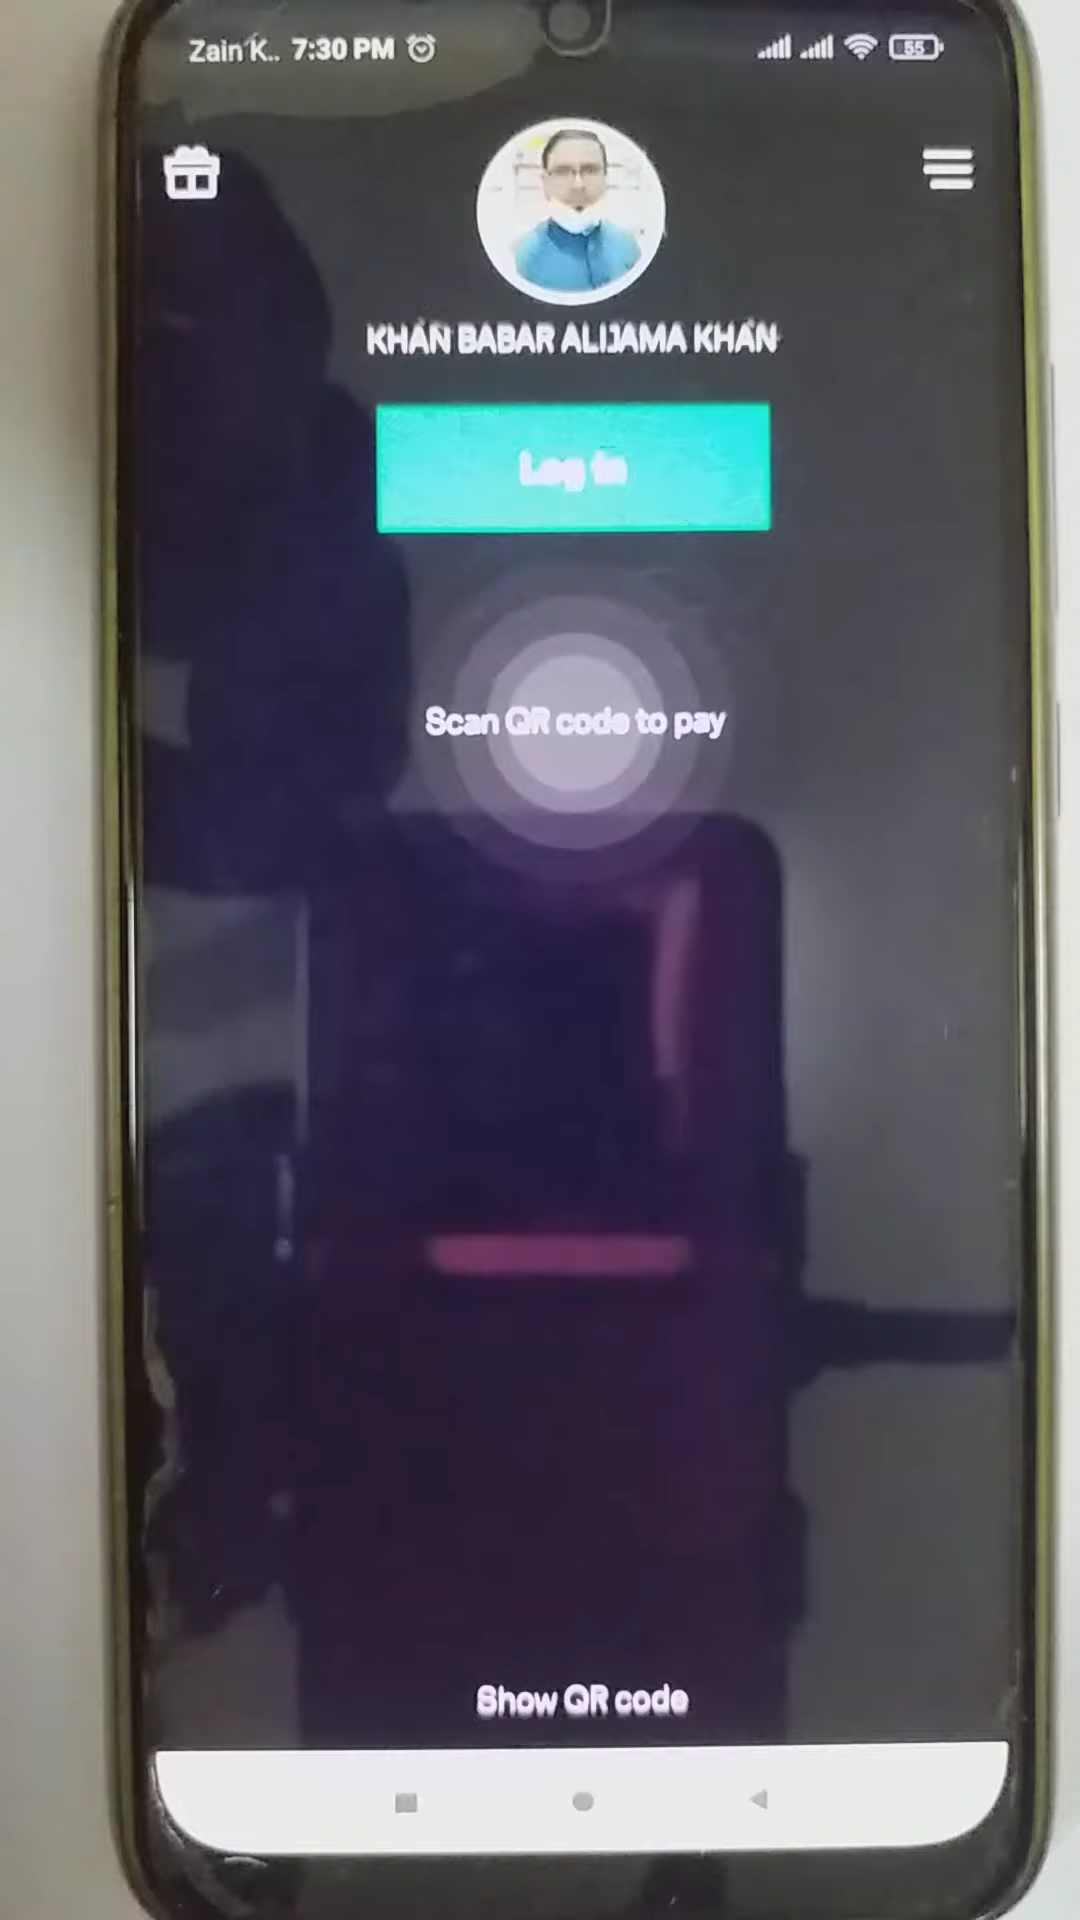 Zain K.. 7:30 PM 55
KHAN BABAR ALIJAMA KHAN
Log in
Scan QR code to pay
Show QR code